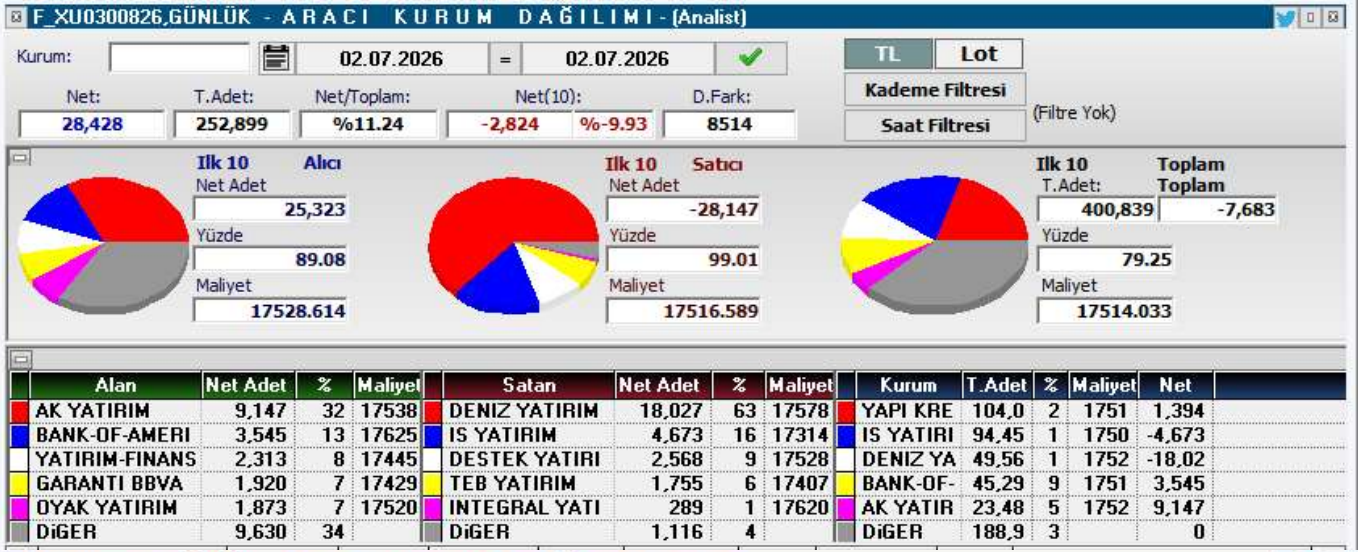 F_XU0300826,GÜNLÜK - ARACI KURUM DAĞILIMI - (Analist)
Kurum: 02.07.2026 = 02.07.2026 TL Lot
Kademe Filtresi
Net: T.Adet: Net/Toplam: Net(10): D.Fark:
28,428 252,899 %11.24 -2,824 %-9.93 8514 Saat Filtresi (Filtre Yok)
Ilk 10 Alıcı Ilk 10 Satıcı Ilk 10 Toplam
Net Adet Net Adet T.Adet: Toplam
25,323 -28,147 400,839 -7,683
Yüzde Yüzde Yüzde
89.08 99.01 79.25
Maliyet Maliyet Maliyet
17528.614 17516.589 17514.033
Alan Net Adet % Maliyet Satan Net Adet % Maliyet Kurum T.Adet % Maliyet Net
AK YATIRIM 9,147 32 17538 DENIZ YATIRIM 18,027 63 17578 YAPI KRE 104,0 2 1751 1,394
BANK-OF-AMERI 3,545 13 17625 IS YATIRIM 4,673 16 17314 IS YATIRI 94,45 1 1750 -4,673
YATIRIM-FINANS 2,313 8 17445 DESTEK YATIRI 2,568 9 17528 DENIZ YA 49,56 1 1752 -18,02
GARANTI BBVA 1,920 7 17429 TEB YATIRIM 1,755 6 17407 BANK-OF- 45,29 9 1751 3,545
OYAK YATIRIM 1,873 7 17520 INTEGRAL YATI 289 1 17620 AK YATIR 23,48 5 1752 9,147
DiĞER 9,630 34 DiĞER 1,116 4 DiĞER 188,9 3 0